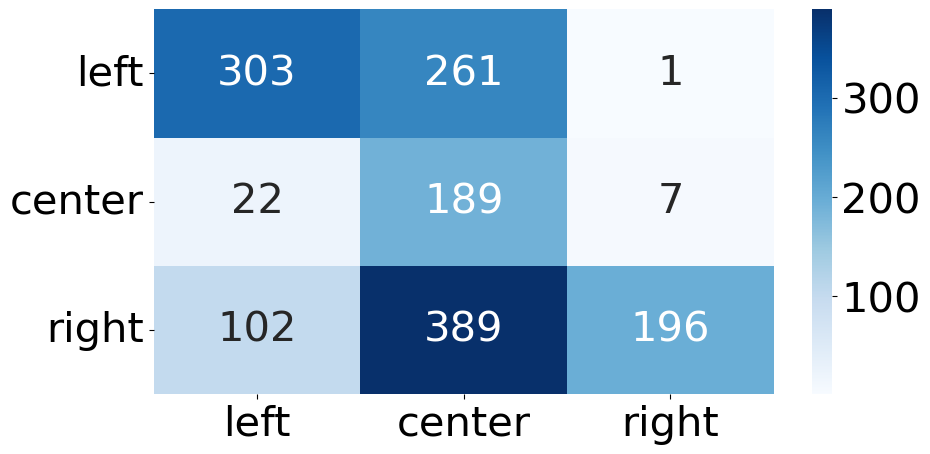 left 303 261 1
center 22 189 7
right 102 389 196
left center right
300
200
100